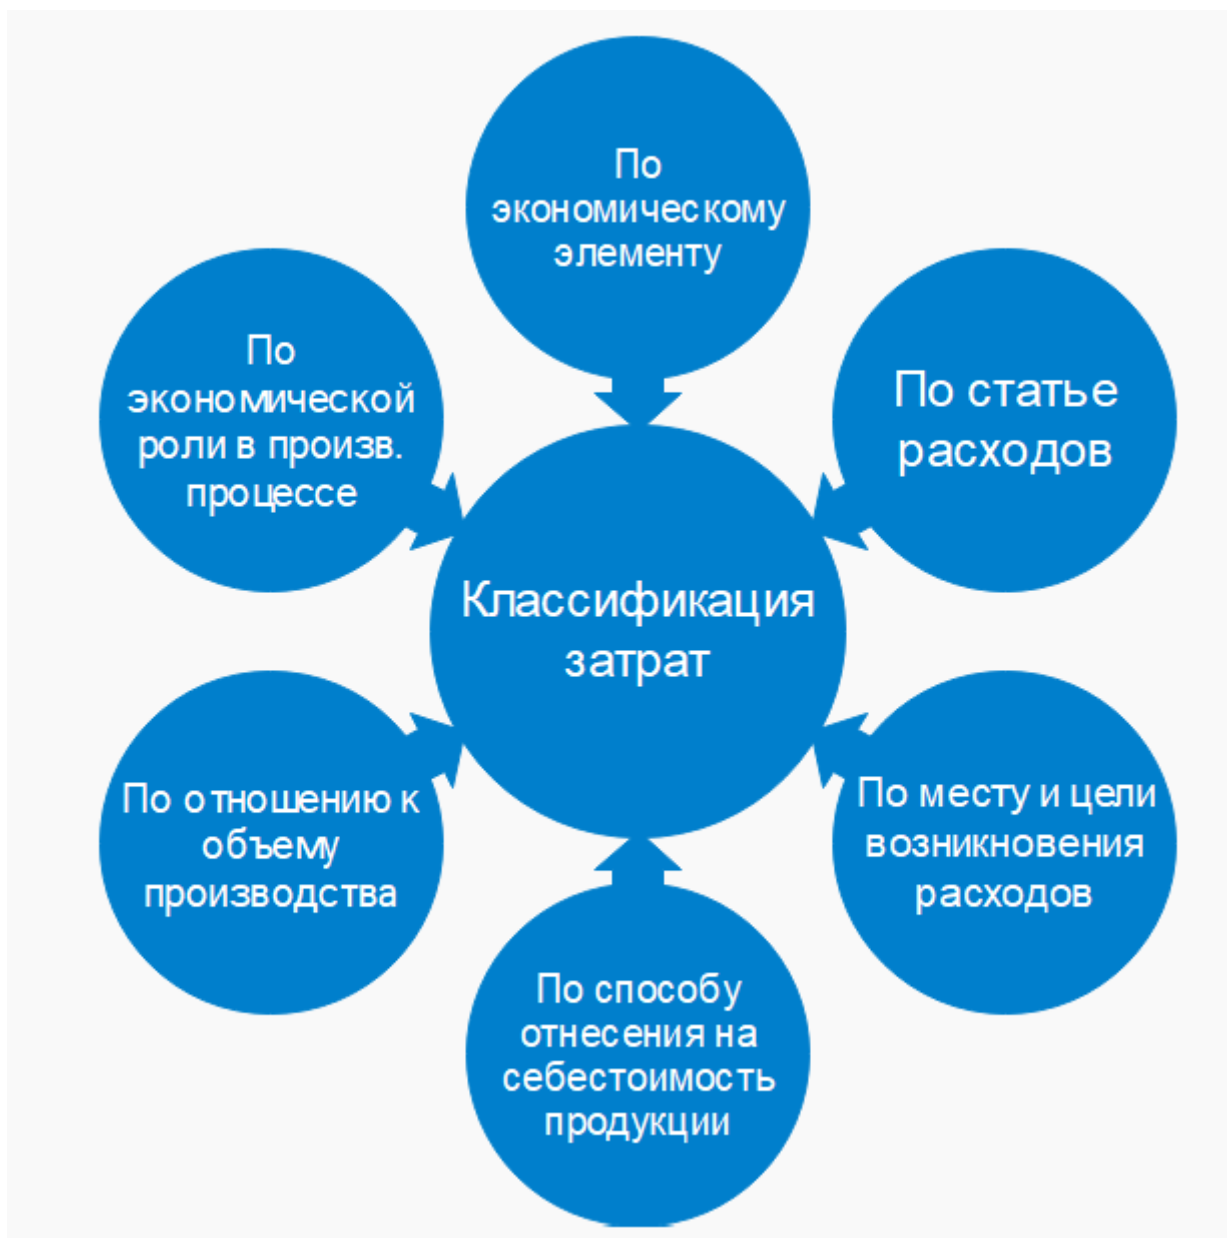 По
экономическому
элементу
По статье
расходов
По месту и цели
возникновения
расходов
По способу
отнесения на
себестоимость
продукции
По отношению к
объему
производства
По
экономической
роли в произв.
процессе
Классификация
затрат